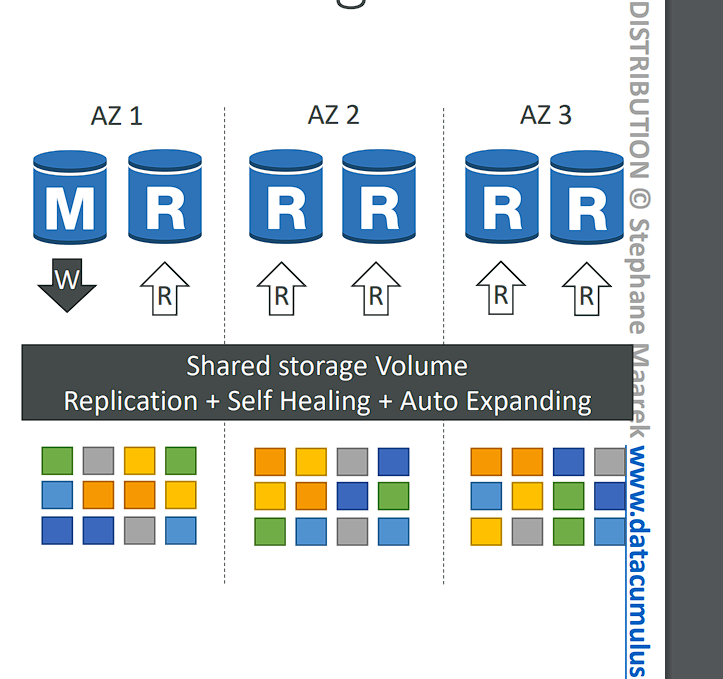 AZ 1
AZ 2
AZ 3
M
R
R
R
R
R
W
R
R
R
R
R
Shared storage Volume
Replication + Self Healing + Auto Expanding
DISTRIBUTION © Stephane Maarek www.datacumulus